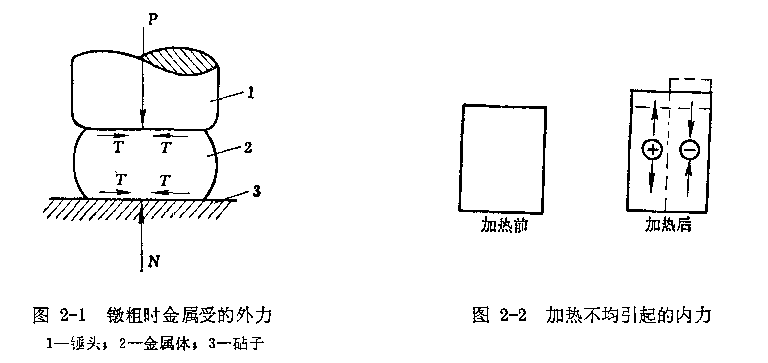 P
1
T T
2
T T
3
N
+ −
加热前
加热后
图 2-1 镦粗时金属受的外力
1—锤头；2—金属体；3—砧子
图 2-2 加热不均引起的内力